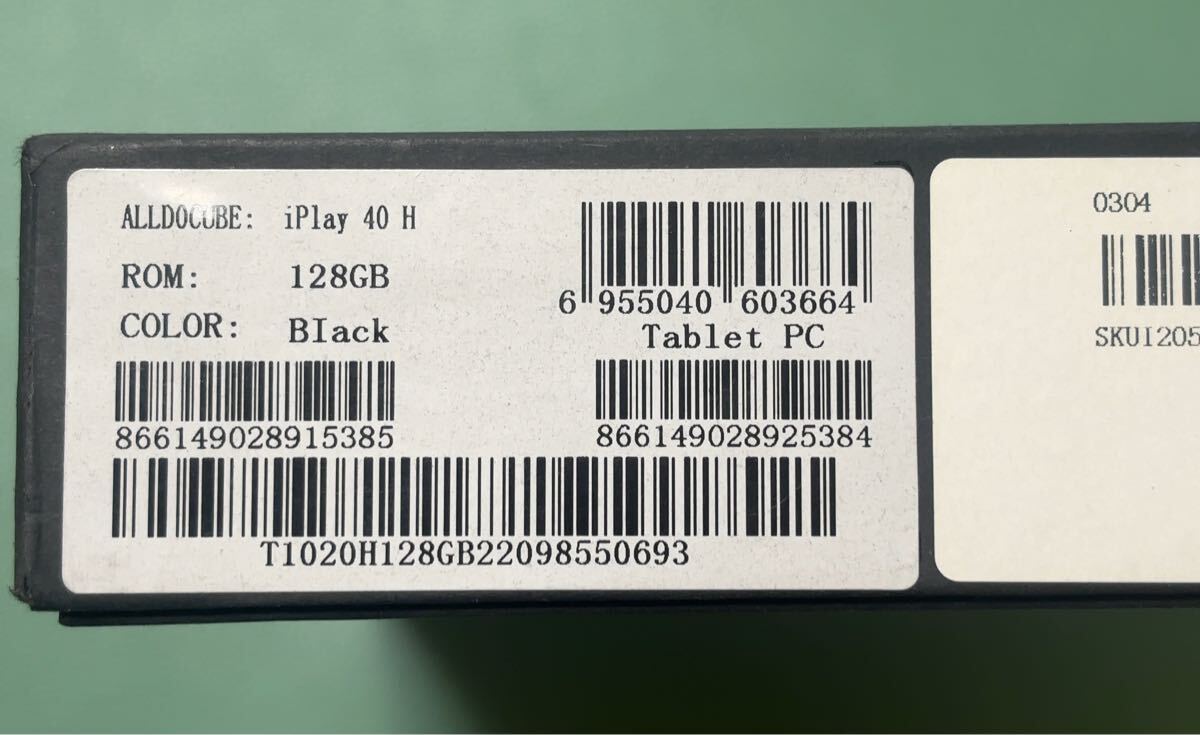 ALLDOCUBE: iPlay 40 H
ROM: 128GB
COLOR: BIack
6 955040 603664
Tablet PC
866149028915385
866149028925384
T1020H128GB22098550693
0304
SKUI205